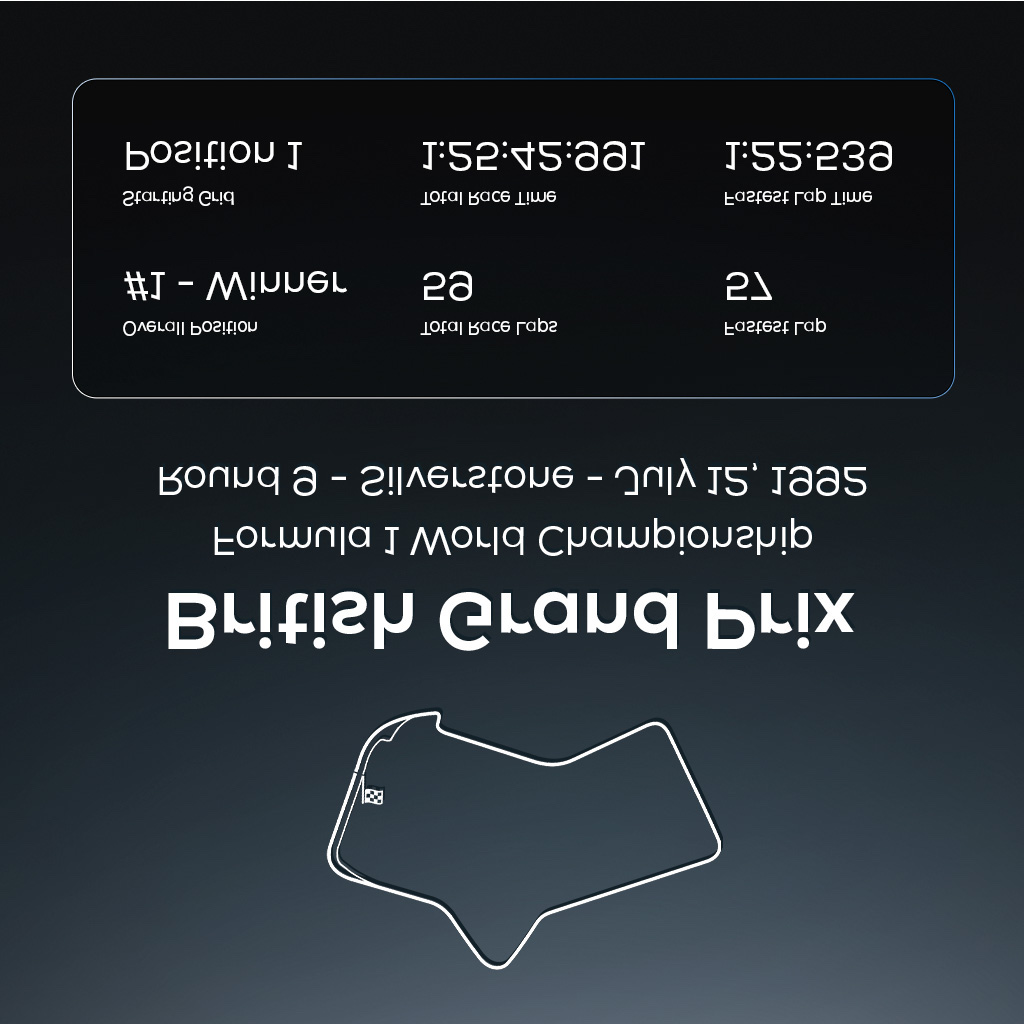 British Grand Prix
Formula 1 World Championship
Round 9 - Silverstone - July 12, 1992
Overall Position
#1 - Winner
Total Race Laps
59
Fastest Lap
57
Starting Grid
Position 1
Total Race Time
1:25:42:991
Fastest Lap Time
1:22:539